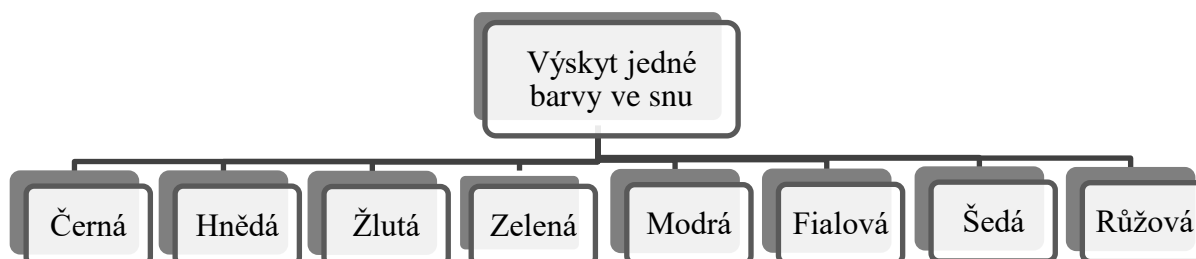 Výskyt jedné
barvy ve snu
Černá
Hnědá
Žlutá
Zelená
Modrá
Fialová
Šedá
Růžová